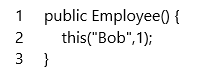 1 public Employee() {
2 this("Bob",1);
3 }